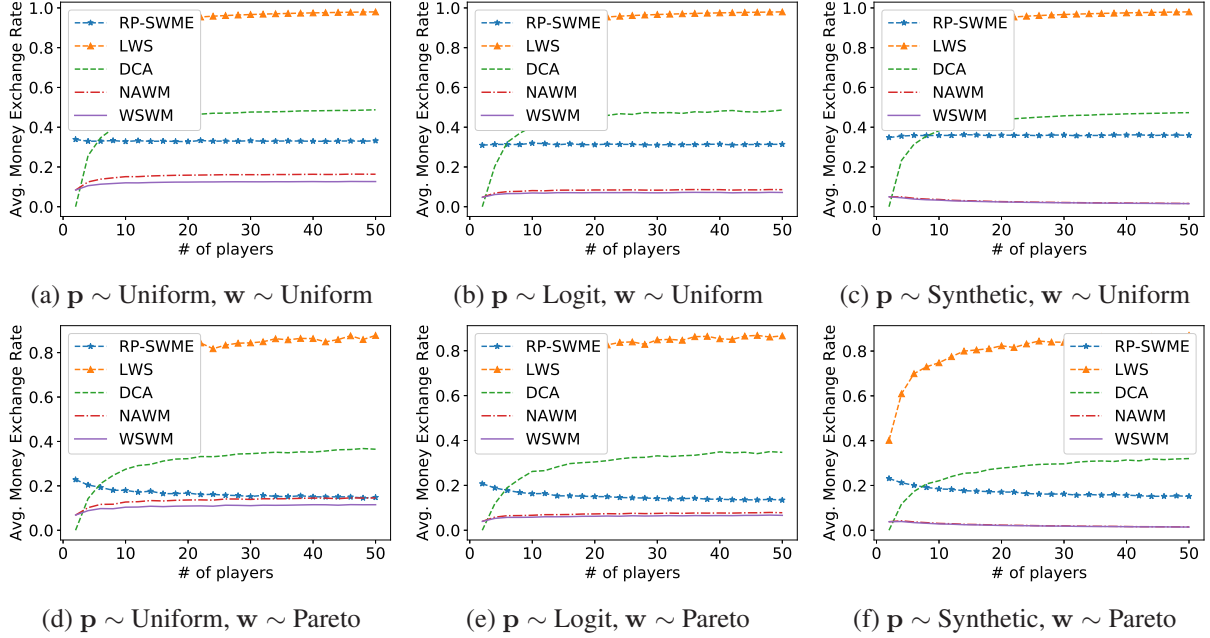 Avg. Money Exchange Rate
1.0
0.8
0.6
0.4
0.2
0.0
RP-SWME
LWS
DCA
NAWM
WSWM
0 10 20 30 40 50
# of players
(a) p ~ Uniform, w ~ Uniform
Avg. Money Exchange Rate
1.0
0.8
0.6
0.4
0.2
0.0
RP-SWME
LWS
DCA
NAWM
WSWM
0 10 20 30 40 50
# of players
(b) p ~ Logit, w ~ Uniform
Avg. Money Exchange Rate
1.0
0.8
0.6
0.4
0.2
0.0
RP-SWME
LWS
DCA
NAWM
WSWM
0 10 20 30 40 50
# of players
(c) p ~ Synthetic, w ~ Uniform
Avg. Money Exchange Rate
0.8
0.6
0.4
0.2
0.0
RP-SWME
LWS
DCA
NAWM
WSWM
0 10 20 30 40 50
# of players
(d) p ~ Uniform, w ~ Pareto
Avg. Money Exchange Rate
0.8
0.6
0.4
0.2
0.0
RP-SWME
LWS
DCA
NAWM
WSWM
0 10 20 30 40 50
# of players
(e) p ~ Logit, w ~ Pareto
Avg. Money Exchange Rate
0.8
0.6
0.4
0.2
0.0
RP-SWME
LWS
DCA
NAWM
WSWM
0 10 20 30 40 50
# of players
(f) p ~ Synthetic, w ~ Pareto